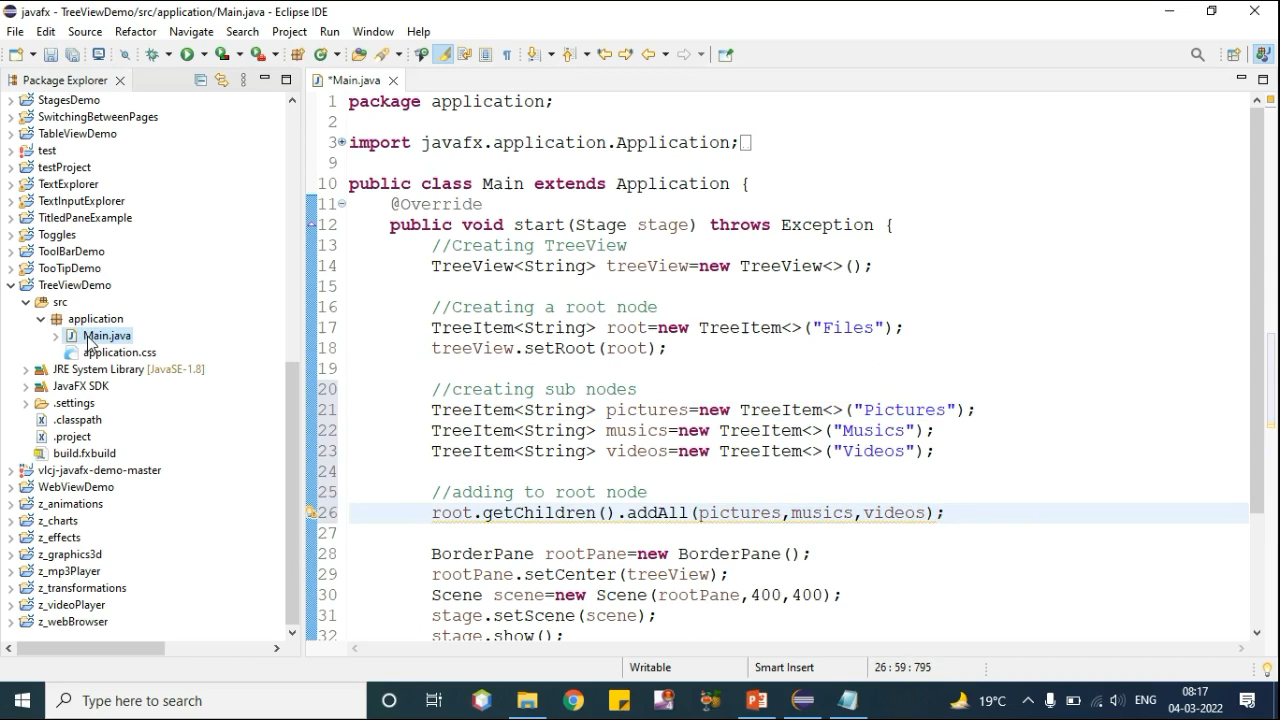 javafx - TreeViewDemo/src/application/Main.java - Eclipse IDE
File Edit Source Refactor Navigate Search Project Run Window Help
Package Explorer
StagesDemo
SwitchingBetweenPages
TableViewDemo
test
testProject
TextExplorer
TextInputExplorer
TitledPaneExample
Toggles
ToolBarDemo
TooTipDemo
TreeViewDemo
src
application
Main.java
application.css
JRE System Library [JavaSE-1.8]
JavaFX SDK
.settings
.classpath
.project
build.fxbuild
vlcj-javafx-demo-master
WebViewDemo
z_animations
z_charts
z_effects
z_graphics3d
z_mp3Player
z_transformations
z_videoPlayer
z_webBrowser
*Main.java
1 package application;
2
3 import javafx.application.Application;
9
10 public class Main extends Application {
11 @Override
12 public void start(Stage stage) throws Exception {
13 //Creating TreeView
14 TreeView<String> treeView=new TreeView<>();
15
16 //Creating a root node
17 TreeItem<String> root=new TreeItem<>("Files");
18 treeView.setRoot(root);
19
20 //creating sub nodes
21 TreeItem<String> pictures=new TreeItem<>("Pictures");
22 TreeItem<String> musics=new TreeItem<>("Musics");
23 TreeItem<String> videos=new TreeItem<>("Videos");
24
25 //adding to root node
26 root.getChildren().addAll(pictures,musics,videos);
27
28 BorderPane rootPane=new BorderPane();
29 rootPane.setCenter(treeView);
30 Scene scene=new Scene(rootPane,400,400);
31 stage.setScene(scene);
32 stage.show();
Writable Smart Insert 26 : 59 : 795
Type here to search
19°C ENG 08:17
04-03-2022